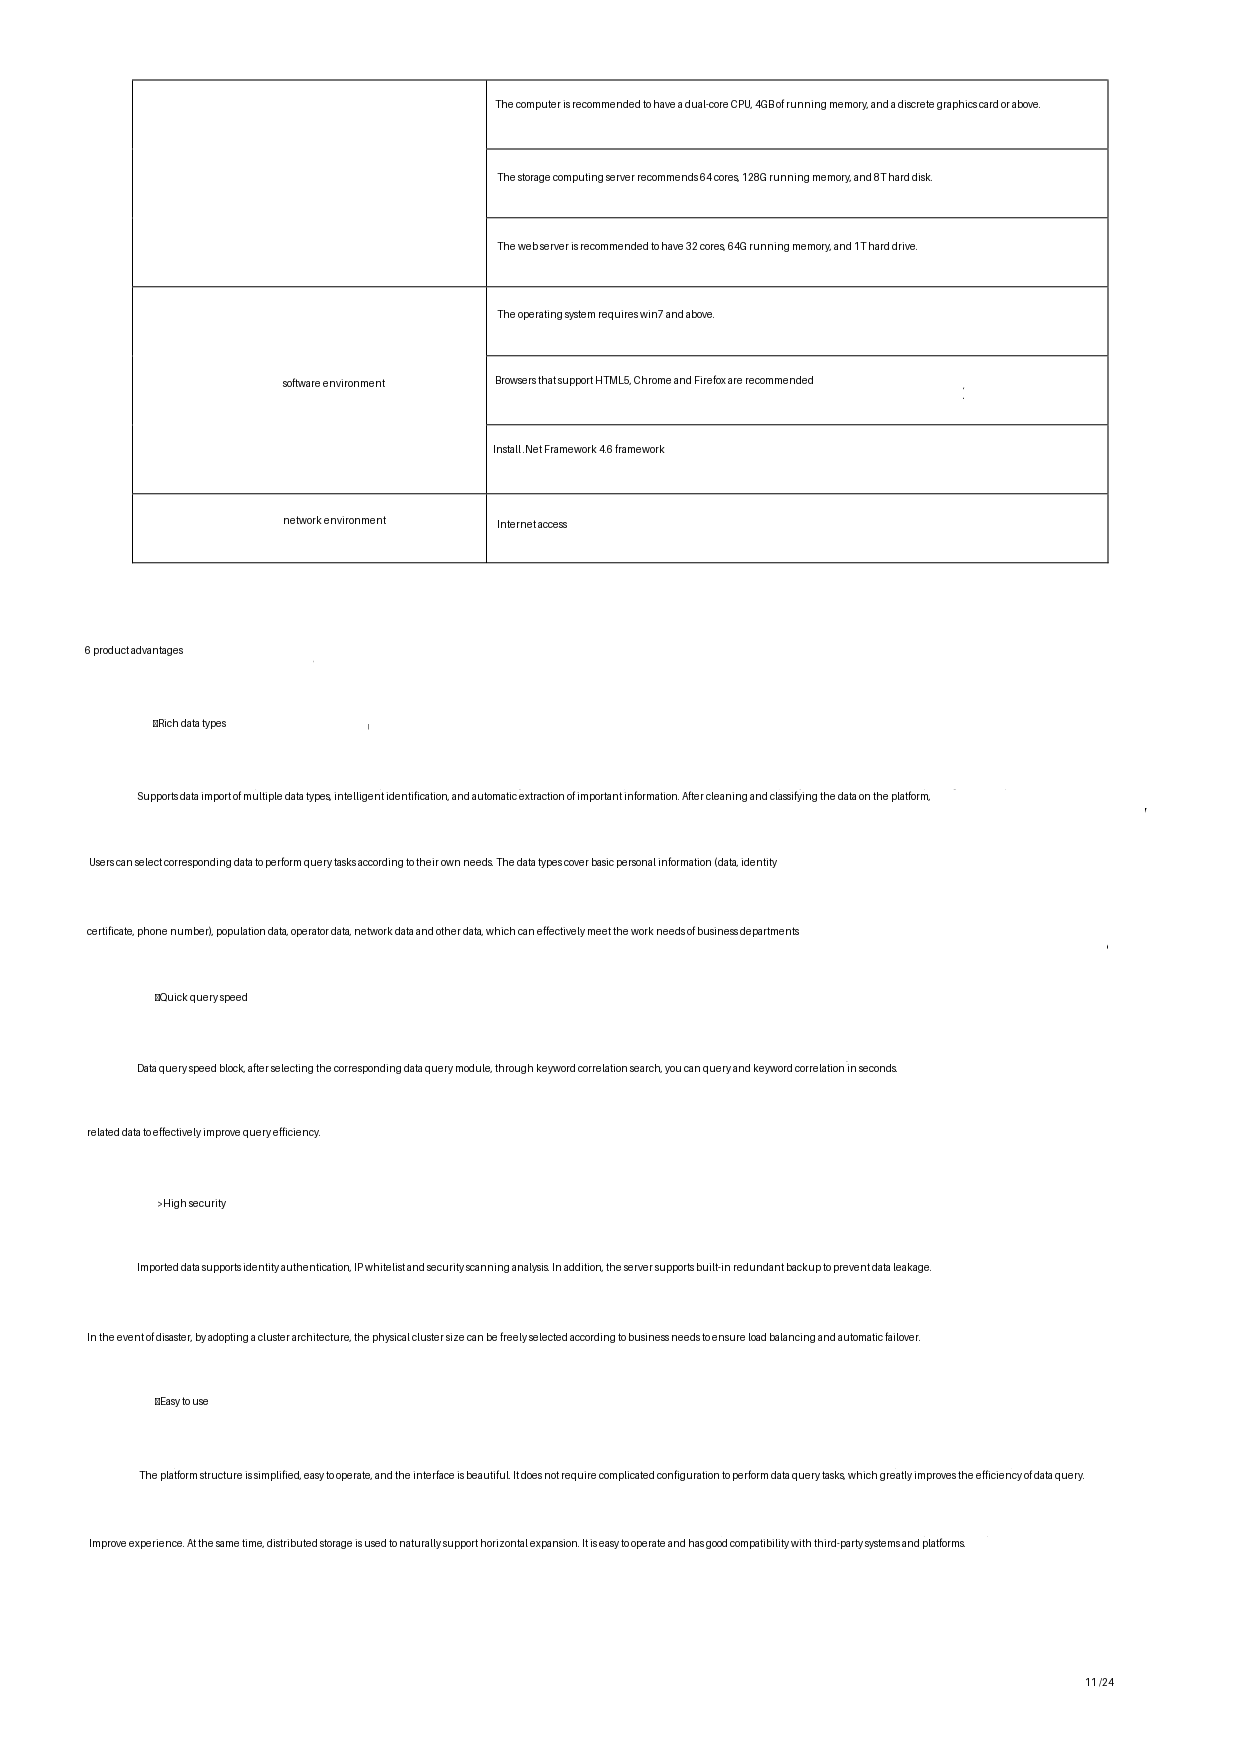 The computer is recommended to have a dual-core CPU, 4GB of running memory, and a discrete graphics card or above.
The storage computing server recommends 64 cores, 128G running memory, and 8T hard disk.
The web server is recommended to have 32 cores, 64G running memory, and 1T hard drive.
The operating system requires win7 and above.
software environment
Browsers that support HTML5, Chrome and Firefox are recommended
Install .Net Framework 4.6 framework
network environment
Internet access
6 product advantages
Rich data types
Supports data import of multiple data types, intelligent identification, and automatic extraction of important information. After cleaning and classifying the data on the platform,
Users can select corresponding data to perform query tasks according to their own needs. The data types cover basic personal information (data, identity
certificate, phone number), population data, operator data, network data and other data, which can effectively meet the work needs of business departments
Quick query speed
Data query speed block, after selecting the corresponding data query module, through keyword correlation search, you can query and keyword correlation in seconds.
related data to effectively improve query efficiency.
>High security
Imported data supports identity authentication, IP whitelist and security scanning analysis. In addition, the server supports built-in redundant backup to prevent data leakage.
In the event of disaster, by adopting a cluster architecture, the physical cluster size can be freely selected according to business needs to ensure load balancing and automatic failover.
Easy to use
The platform structure is simplified, easy to operate, and the interface is beautiful. It does not require complicated configuration to perform data query tasks, which greatly improves the efficiency of data query.
Improve experience. At the same time, distributed storage is used to naturally support horizontal expansion. It is easy to operate and has good compatibility with third-party systems and platforms.
11 /24